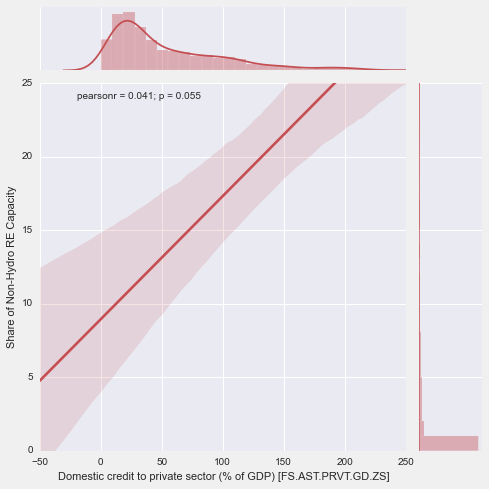 25
pearsonr = 0.041; p = 0.055
20
15
10
5
0
Share of Non-Hydro RE Capacity
−50 0 50 100 150 200 250
Domestic credit to private sector (% of GDP) [FS.AST.PRVT.GD.ZS]